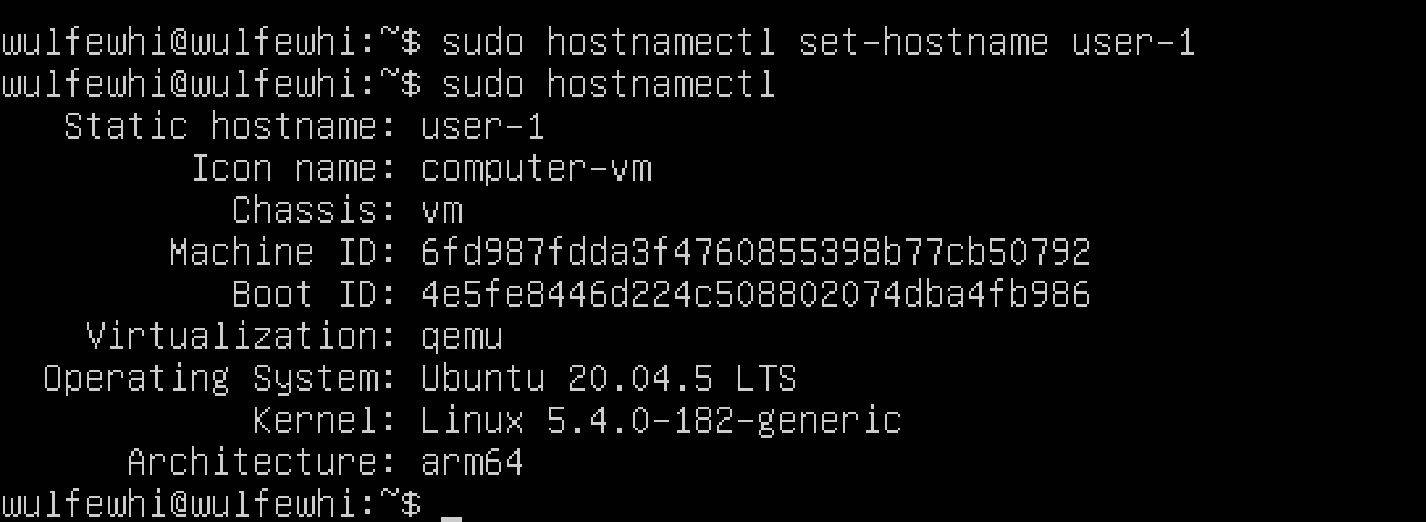 wulfewhi@wulfewhi:~$ sudo hostnamectl set-hostname user-1
wulfewhi@wulfewhi:~$ sudo hostnamectl
   Static hostname: user-1
         Icon name: computer-vm
           Chassis: vm
        Machine ID: 6fd987fdda3f4760855398b77cb50792
           Boot ID: 4e5fe8446d224c508802074dba4fb986
    Virtualization: qemu
  Operating System: Ubuntu 20.04.5 LTS
            Kernel: Linux 5.4.0-182-generic
      Architecture: arm64
wulfewhi@wulfewhi:~$